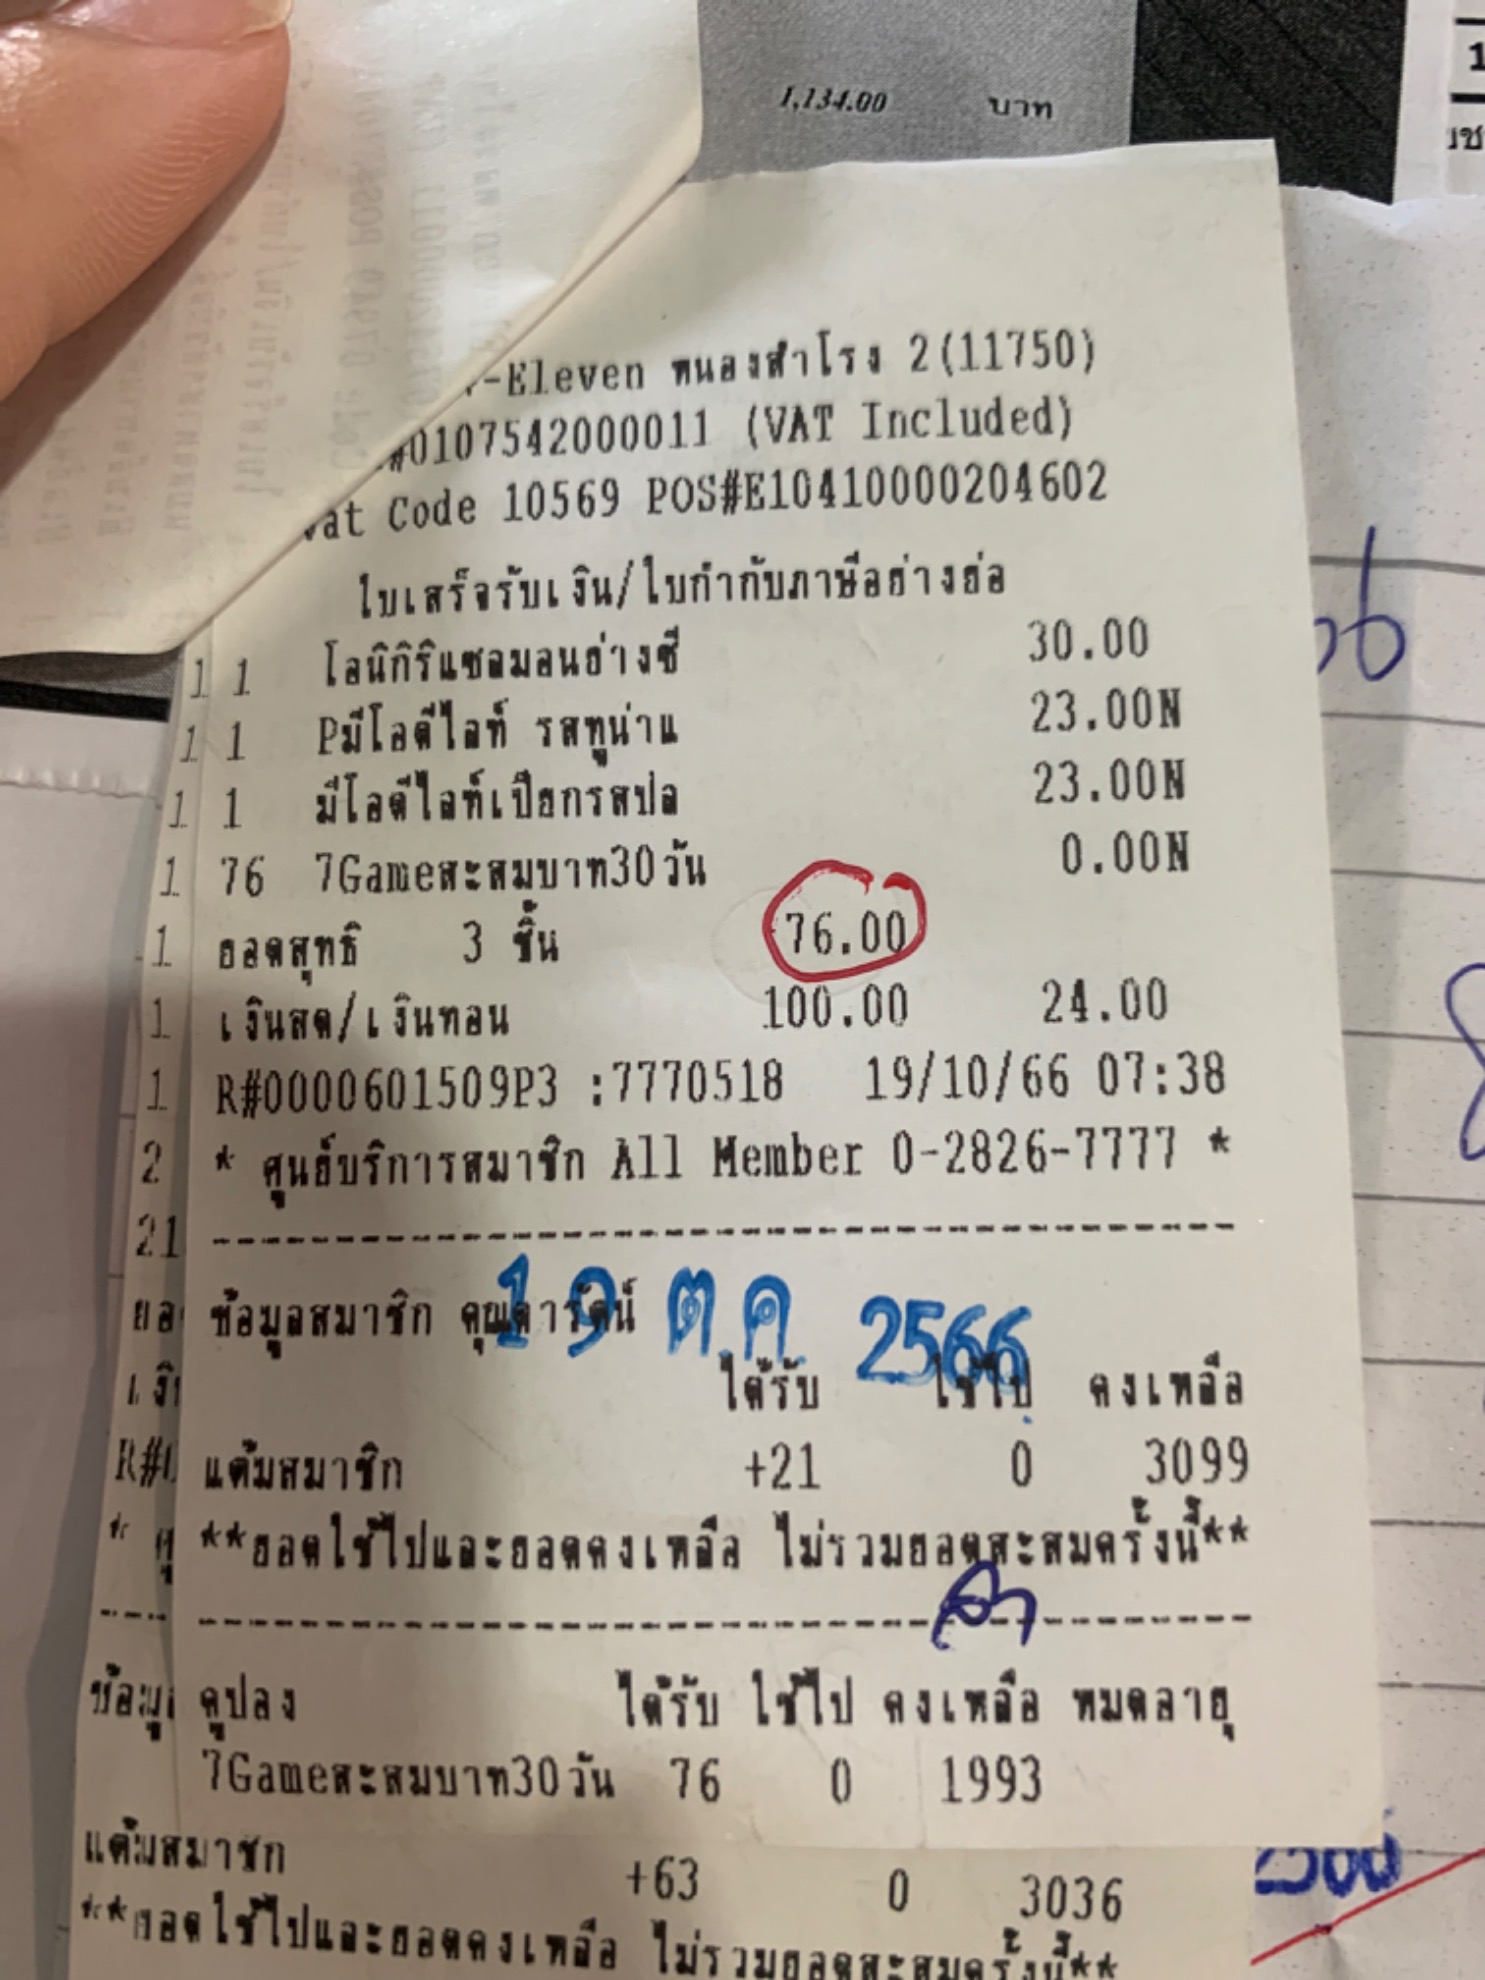 1,134.00 บาท
-Eleven หนองสำโรง 2(11750)
#0107542000011 (VAT Included)
Vat Code 10569 POS#E10410000204602
ใบเสร็จรับเงิน/ใบกำกับภาษีอย่างย่อ
1 โอนิกิริแซลมอนย่างซี 30.00
1 Pมีโอดีไลท์ รสทูน่าแ 23.00N
1 มีโอดีไลท์เปียกรสปล 23.00N
76 7Gameสะสมบาท30วัน 0.00N
ยอดสุทธิ 3 ชิ้น 76.00
เงินสด/เงินทอน 100.00 24.00
R#0000601509P3 :7770518 19/10/66 07:38
* ศูนย์บริการสมาชิก All Member 0-2826-7777 *
19 ต.ค. 2566
ข้อมูลสมาชิก คุณดารัตน์
ได้รับ ใช้ไป คงเหลือ
แต้มสมาชิก +21 0 3099
**ยอดใช้ไปและยอดคงเหลือ ไม่รวมยอดสะสมครั้งนี้**
คูปอง ได้รับ ใช้ไป คงเหลือ หมดอายุ
7Gameสะสมบาท30วัน 76 0 1993
แต้มสมาชิก +63 0 3036
**ยอดใช้ไปและยอดคงเหลือ ไม่รวมยอดสะสมครั้งนี้**